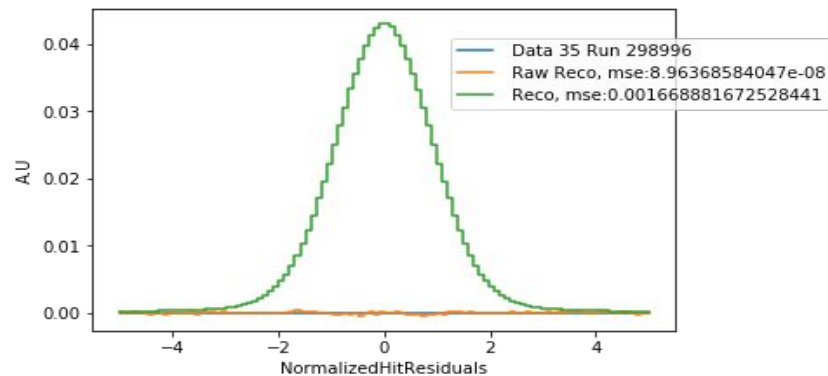 0.04
0.03
0.02
0.01
0.00
A.U
Data 35 Run 298996
Raw Reco, mse:8.96368584047e-08
Reco, mse:0.001668881672528441
−4 −2 0 2 4
NormalizedHitResiduals